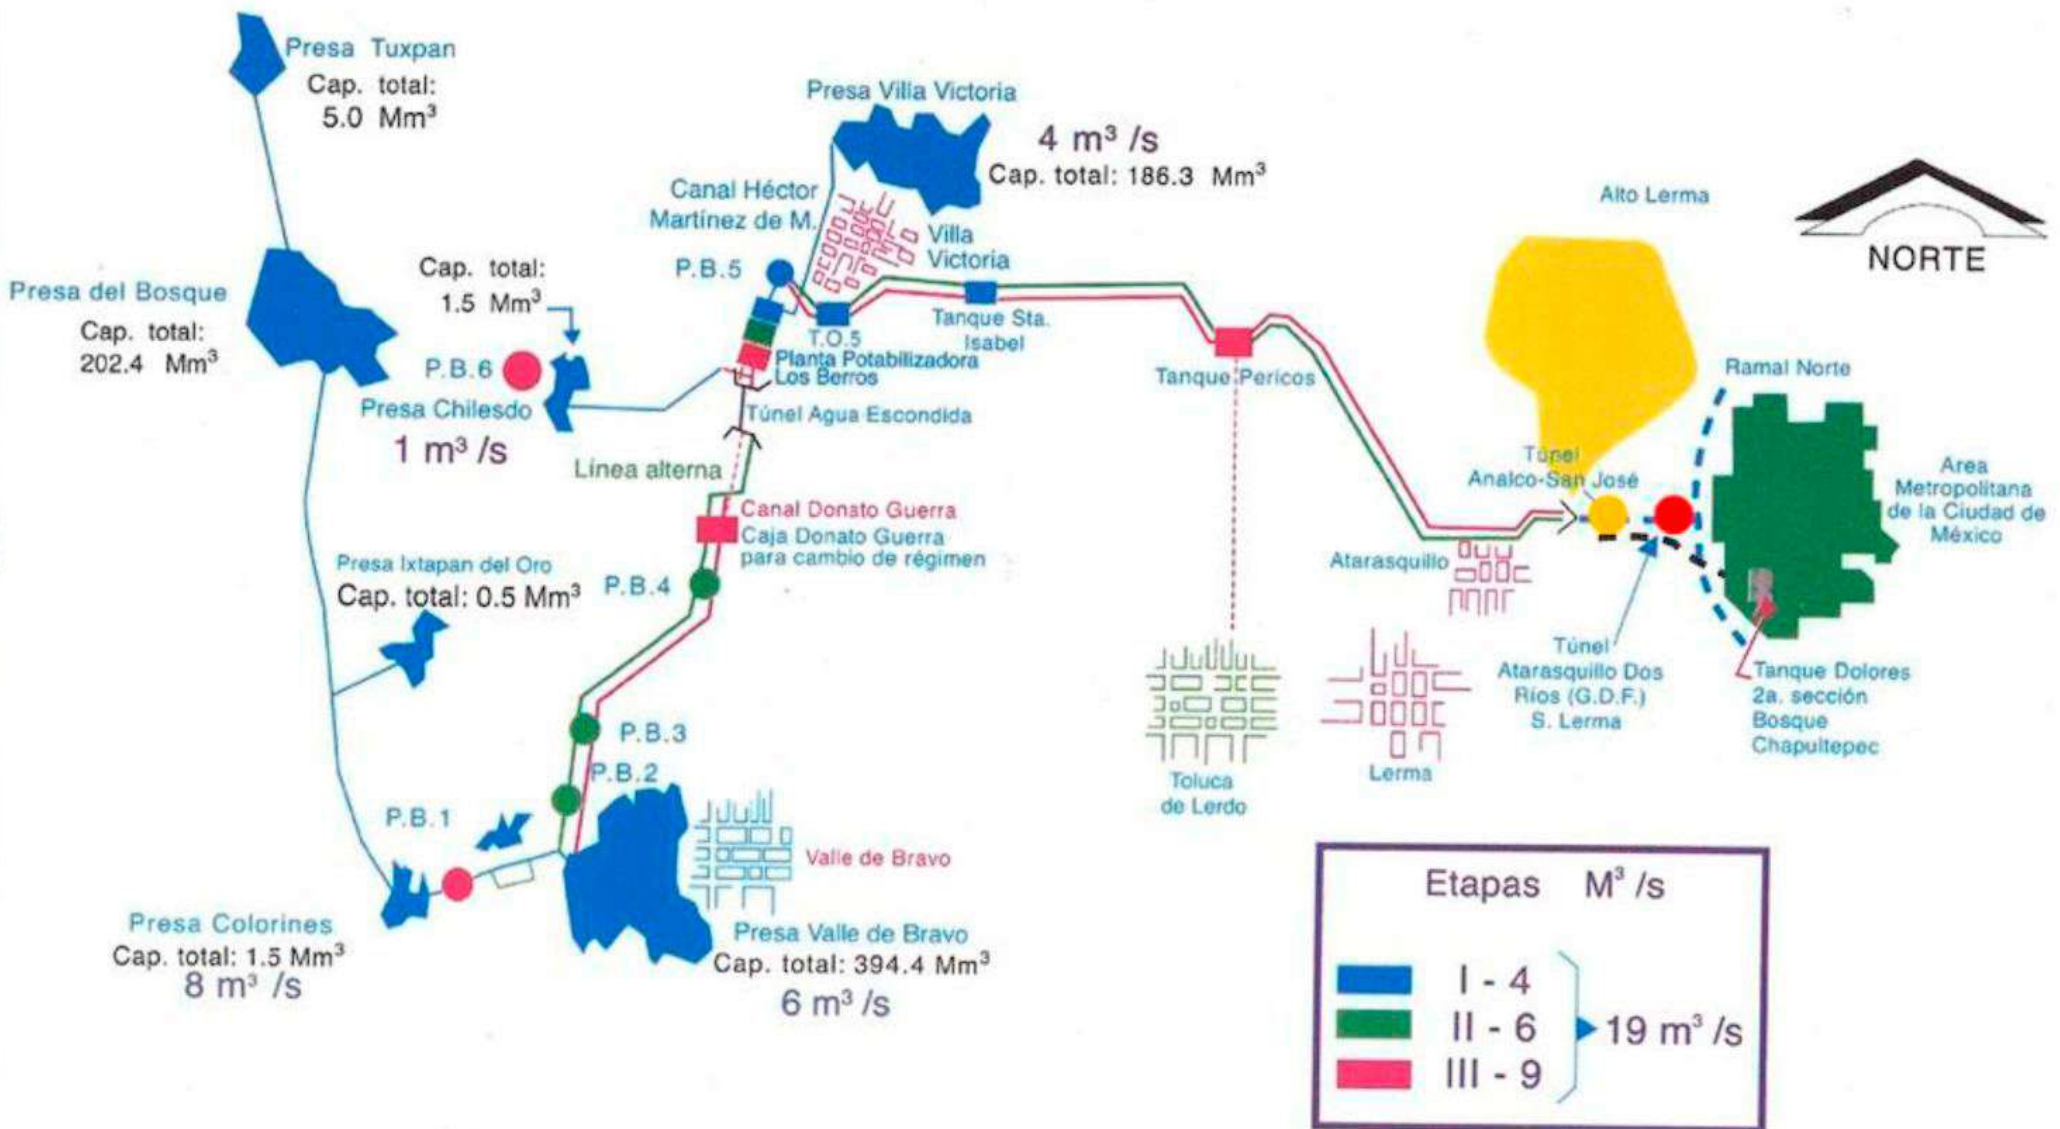 Presa Tuxpan
Cap. total:
5.0 Mm³
Presa Villa Victoria
4 m³ /s
Cap. total: 186.3 Mm³
Canal Héctor
Martínez de M.
Villa
Victoria
Alto Lerma
NORTE
P.B.5
Cap. total:
1.5 Mm³
Presa del Bosque
Cap. total:
202.4 Mm³
T.O.5
Tanque Sta.
Isabel
Planta Potabilizadora
Los Berros
P.B.6
Presa Chilesdo
1 m³ /s
Túnel Agua Escondida
Tanque Pericos
Ramal Norte
Línea alterna
Túnel
Analco-San José
Area
Metropolitana
de la Ciudad de
México
Canal Donato Guerra
Caja Donato Guerra
para cambio de régimen
Presa Ixtapan del Oro
Cap. total: 0.5 Mm³
P.B.4
Atarasquillo
Túnel
Atarasquillo Dos
Ríos (G.D.F.)
S. Lerma
Tanque Dolores
2a. sección
Bosque
Chapultepec
P.B.3
P.B.2
Toluca
de Lerdo
Lerma
P.B.1
Valle de Bravo
Presa Colorines
Cap. total: 1.5 Mm³
8 m³ /s
Presa Valle de Bravo
Cap. total: 394.4 Mm³
6 m³ /s
Etapas M³ /s
I - 4
II - 6
III - 9
19 m³ /s